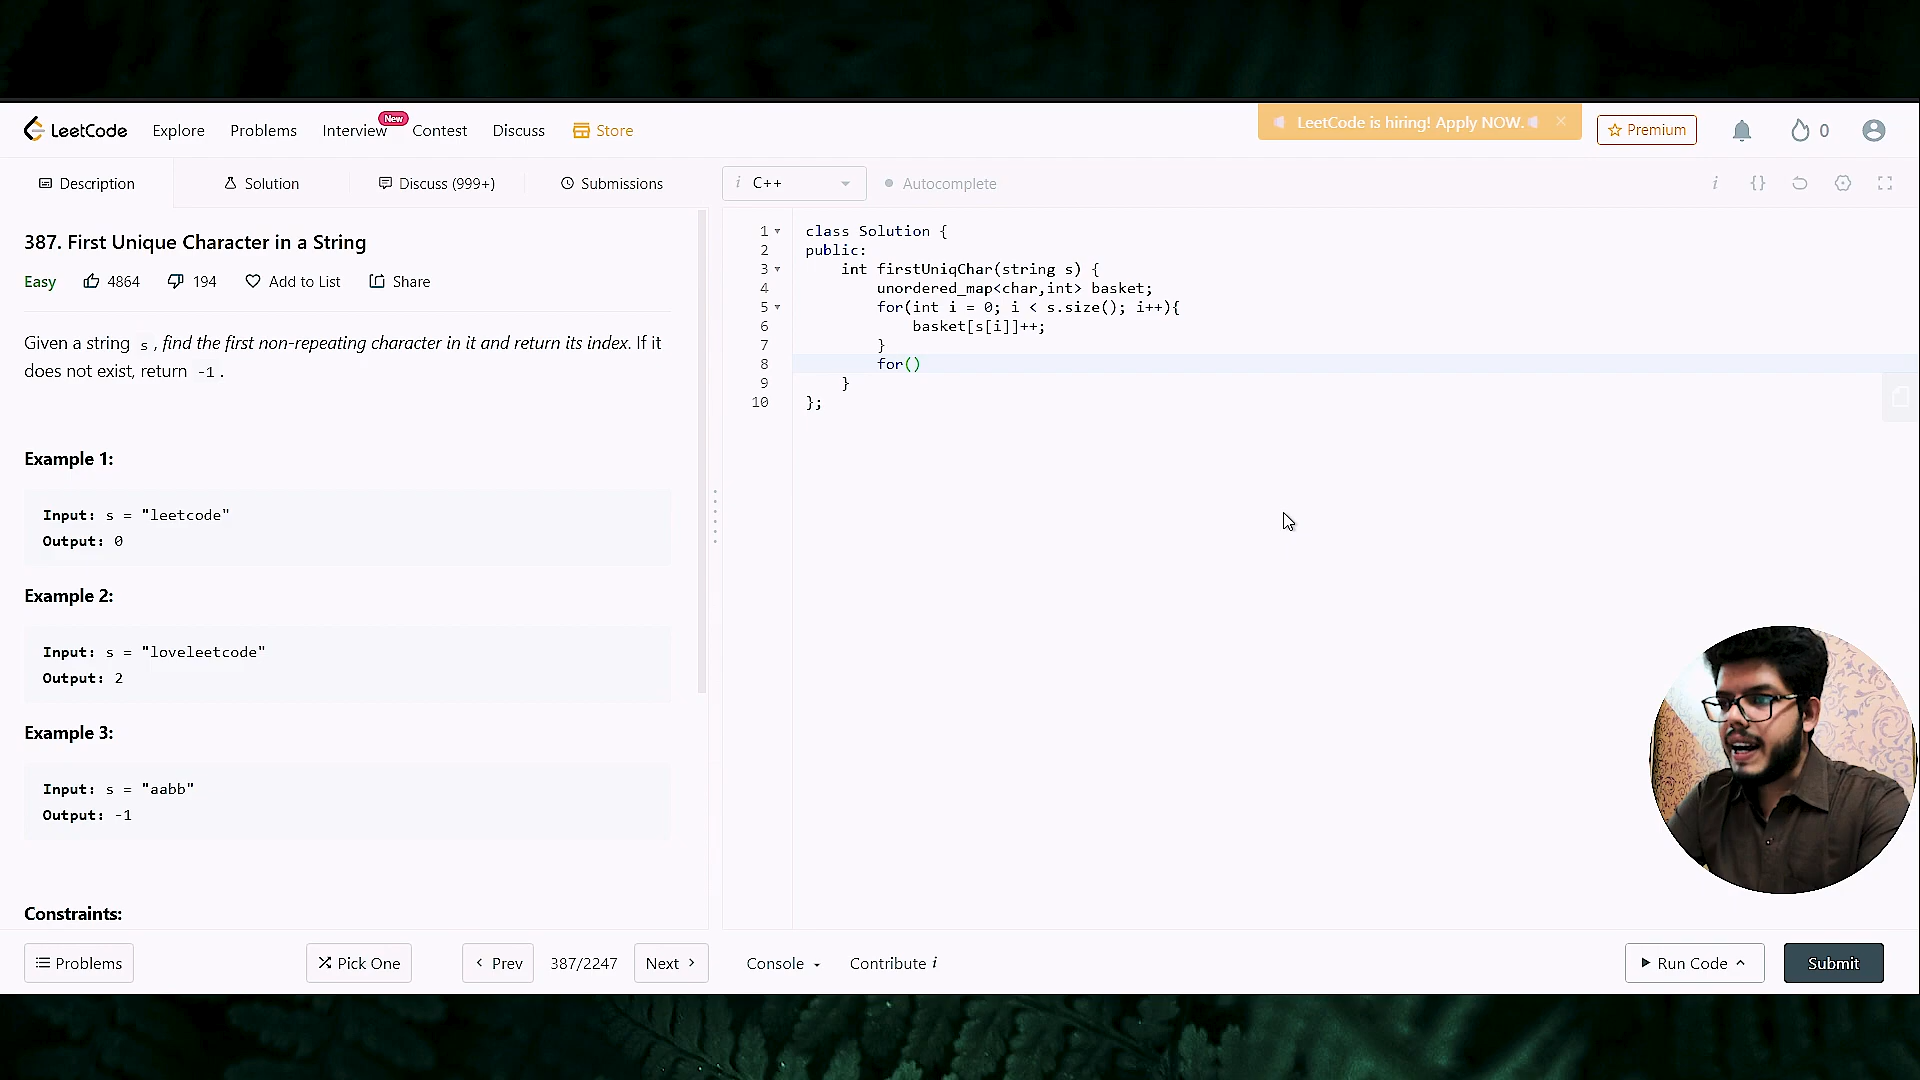 LeetCode
Explore
Problems
Interview
New
Contest
Discuss
Store
LeetCode is hiring! Apply NOW.
Premium
0
Description
Solution
Discuss (999+)
Submissions
i C++
Autocomplete
i {}
387. First Unique Character in a String
Easy 4864 194 Add to List Share
Given a string s, find the first non-repeating character in it and return its index. If it
does not exist, return -1.
Example 1:
Input: s = "leetcode"
Output: 0
Example 2:
Input: s = "loveleetcode"
Output: 2
Example 3:
Input: s = "aabb"
Output: -1
Constraints:
1 class Solution {
2 public:
3 int firstUniqChar(string s) {
4 unordered_map<char,int> basket;
5 for(int i = 0; i < s.size(); i++){
6 basket[s[i]]++;
7 }
8 for()
9 }
10 };
Problems
Pick One
Prev
387/2247
Next
Console
Contribute i
Run Code
Submit